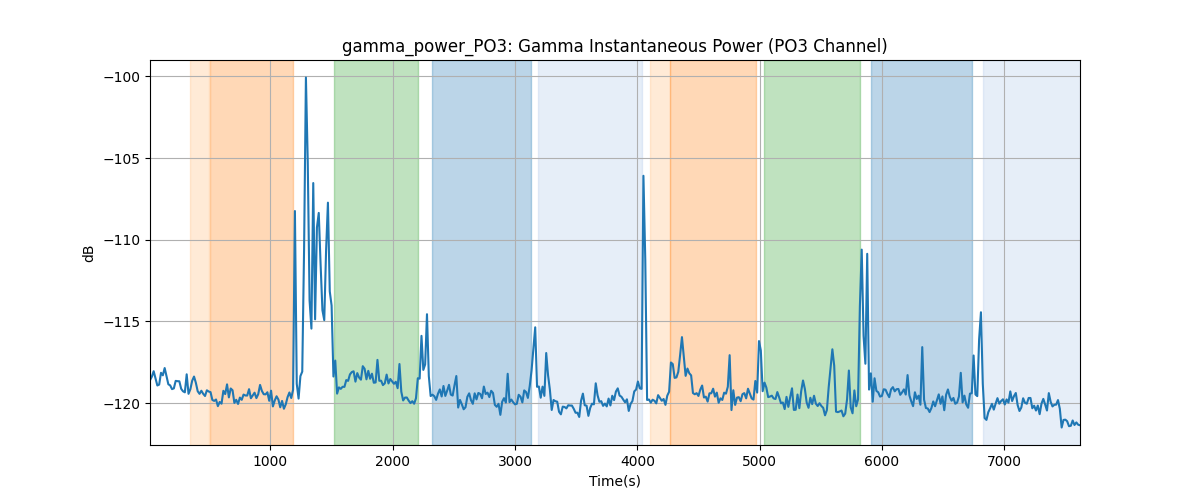 gamma_power_PO3: Gamma Instantaneous Power (PO3 Channel)
−100
−105
−110
−115
−120
dB
1000 2000 3000 4000 5000 6000 7000
Time(s)